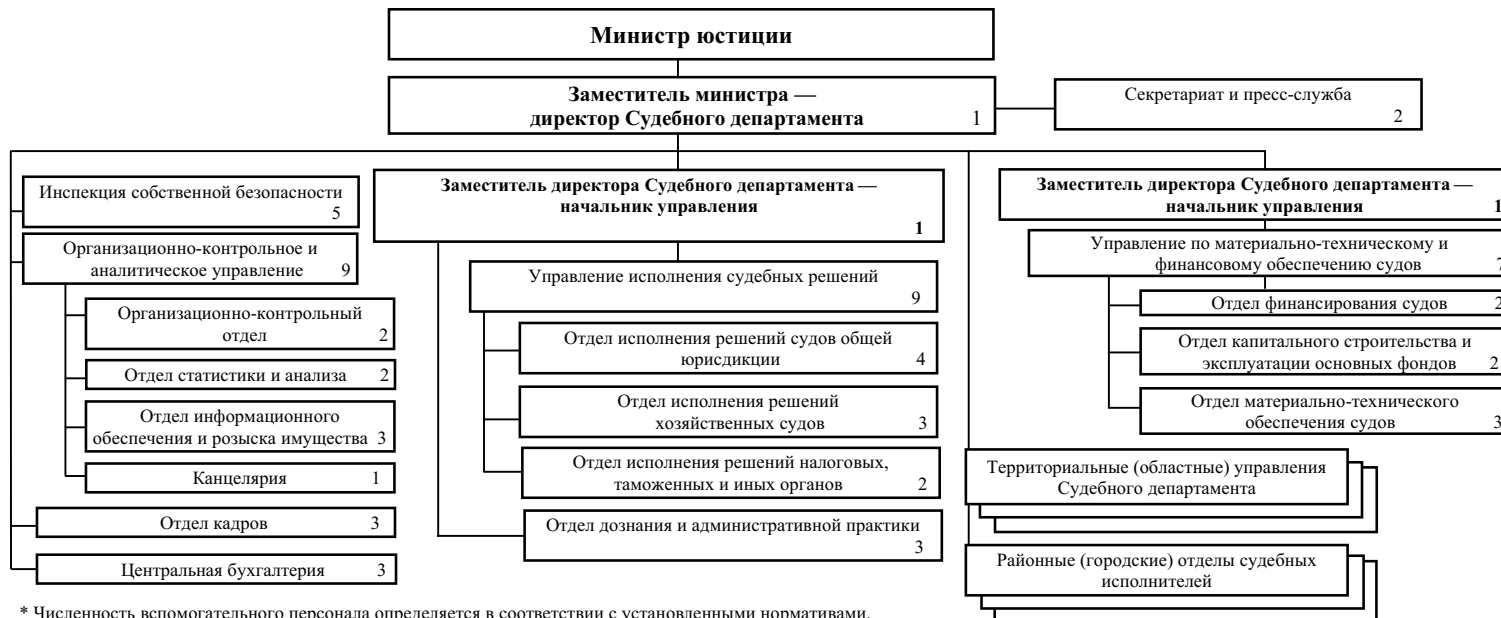 Министр юстиции
Заместитель министра —
директор Судебного департамента
1
Секретариат и пресс-служба
2
Инспекция собственной безопасности
5
Организационно-контрольное и
аналитическое управление 9
Организационно-контрольный
отдел 2
Отдел статистики и анализа 2
Отдел информационного
обеспечения и розыска имущества 3
Канцелярия 1
Отдел кадров 3
Центральная бухгалтерия 3
Заместитель директора Судебного департамента —
начальник управления
1
Управление исполнения судебных решений
9
Отдел исполнения решений судов общей
юрисдикции 4
Отдел исполнения решений
хозяйственных судов 3
Отдел исполнения решений налоговых,
таможенных и иных органов 2
Отдел дознания и административной практики
3
Заместитель директора Судебного департамента —
начальник управления 1
Управление по материально-техническому и
финансовому обеспечению судов 7
Отдел финансирования судов 2
Отдел капитального строительства и
эксплуатации основных фондов 2
Отдел материально-технического
обеспечения судов 3
Территориальные (областные) управления
Судебного департамента
Районные (городские) отделы судебных
исполнителей
* Численность вспомогательного персонала определяется в соответствии с установленными нормативами.